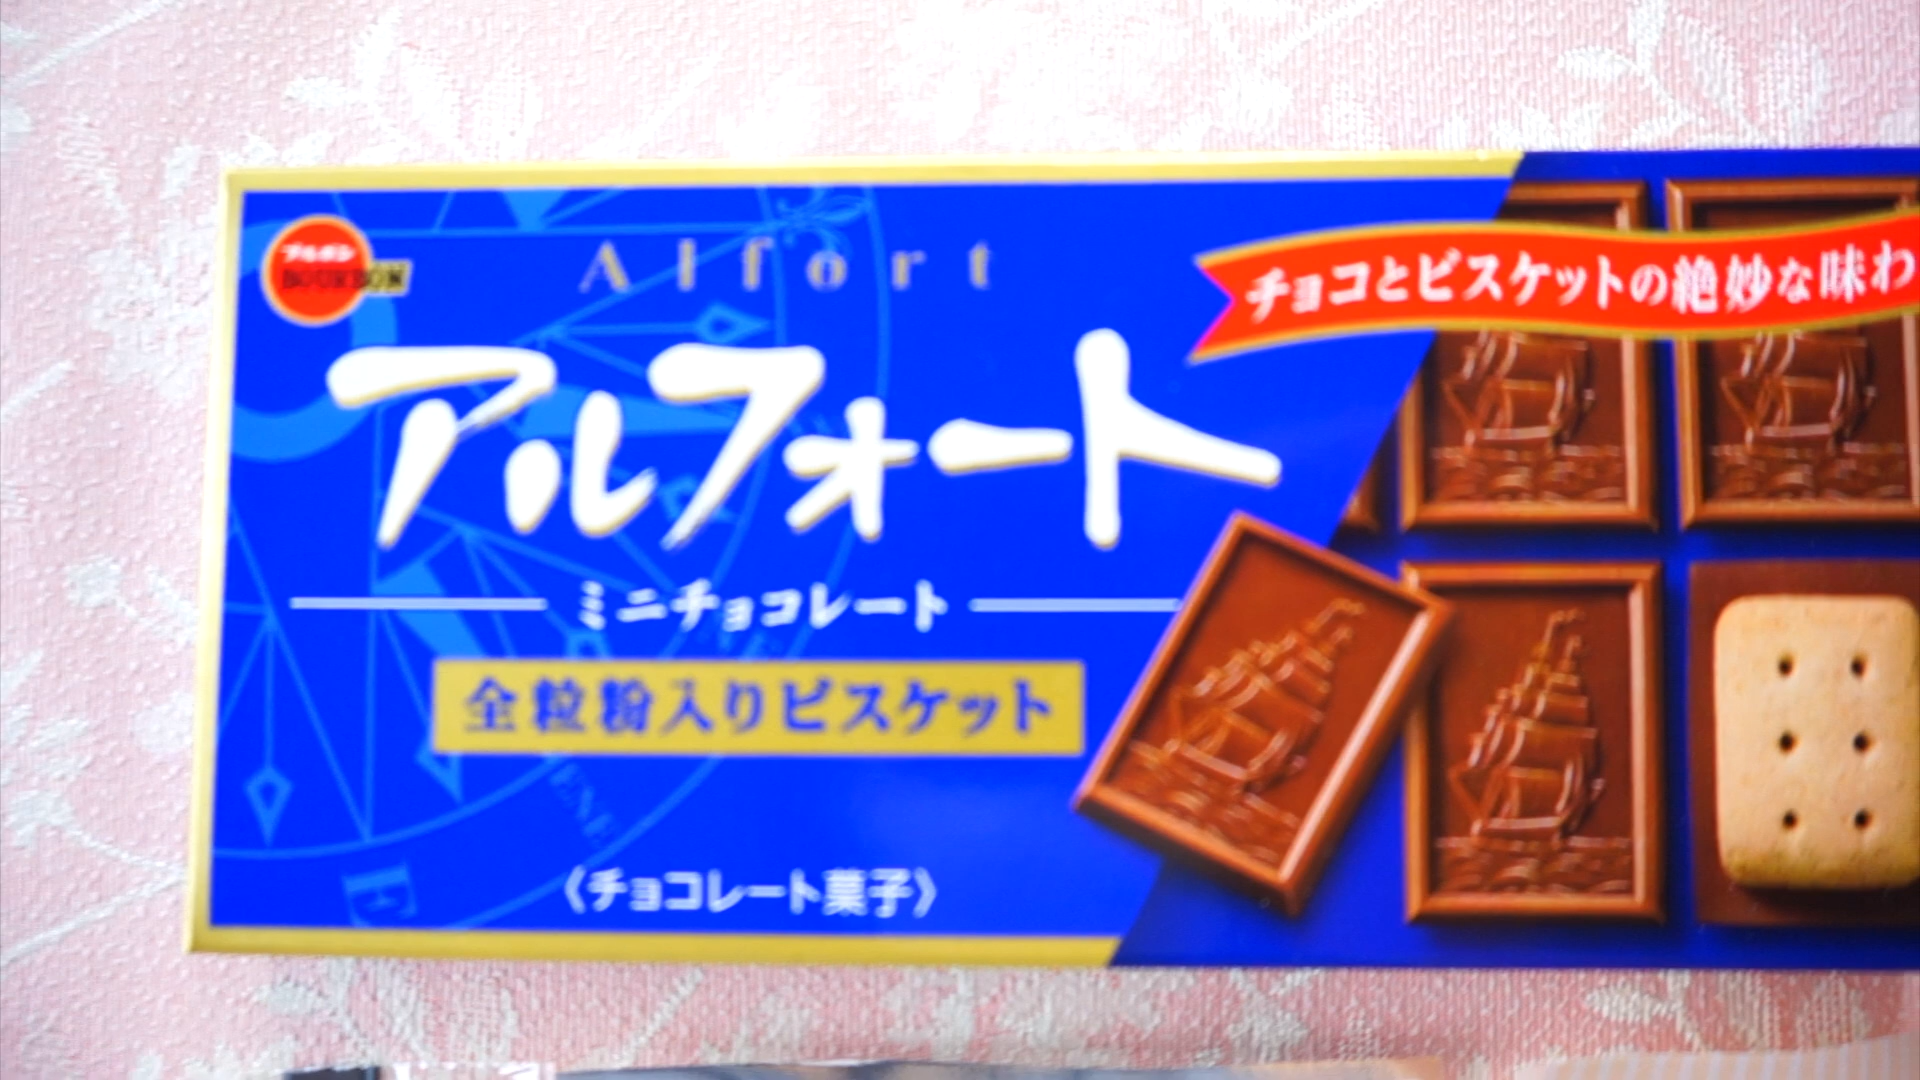 ブルボン
BOURBON
Alfort
チョコとビスケットの絶妙な味わ
アルフォート
ミニチョコレート
全粒粉入りビスケット
ENE
E
〈チョコレート菓子〉